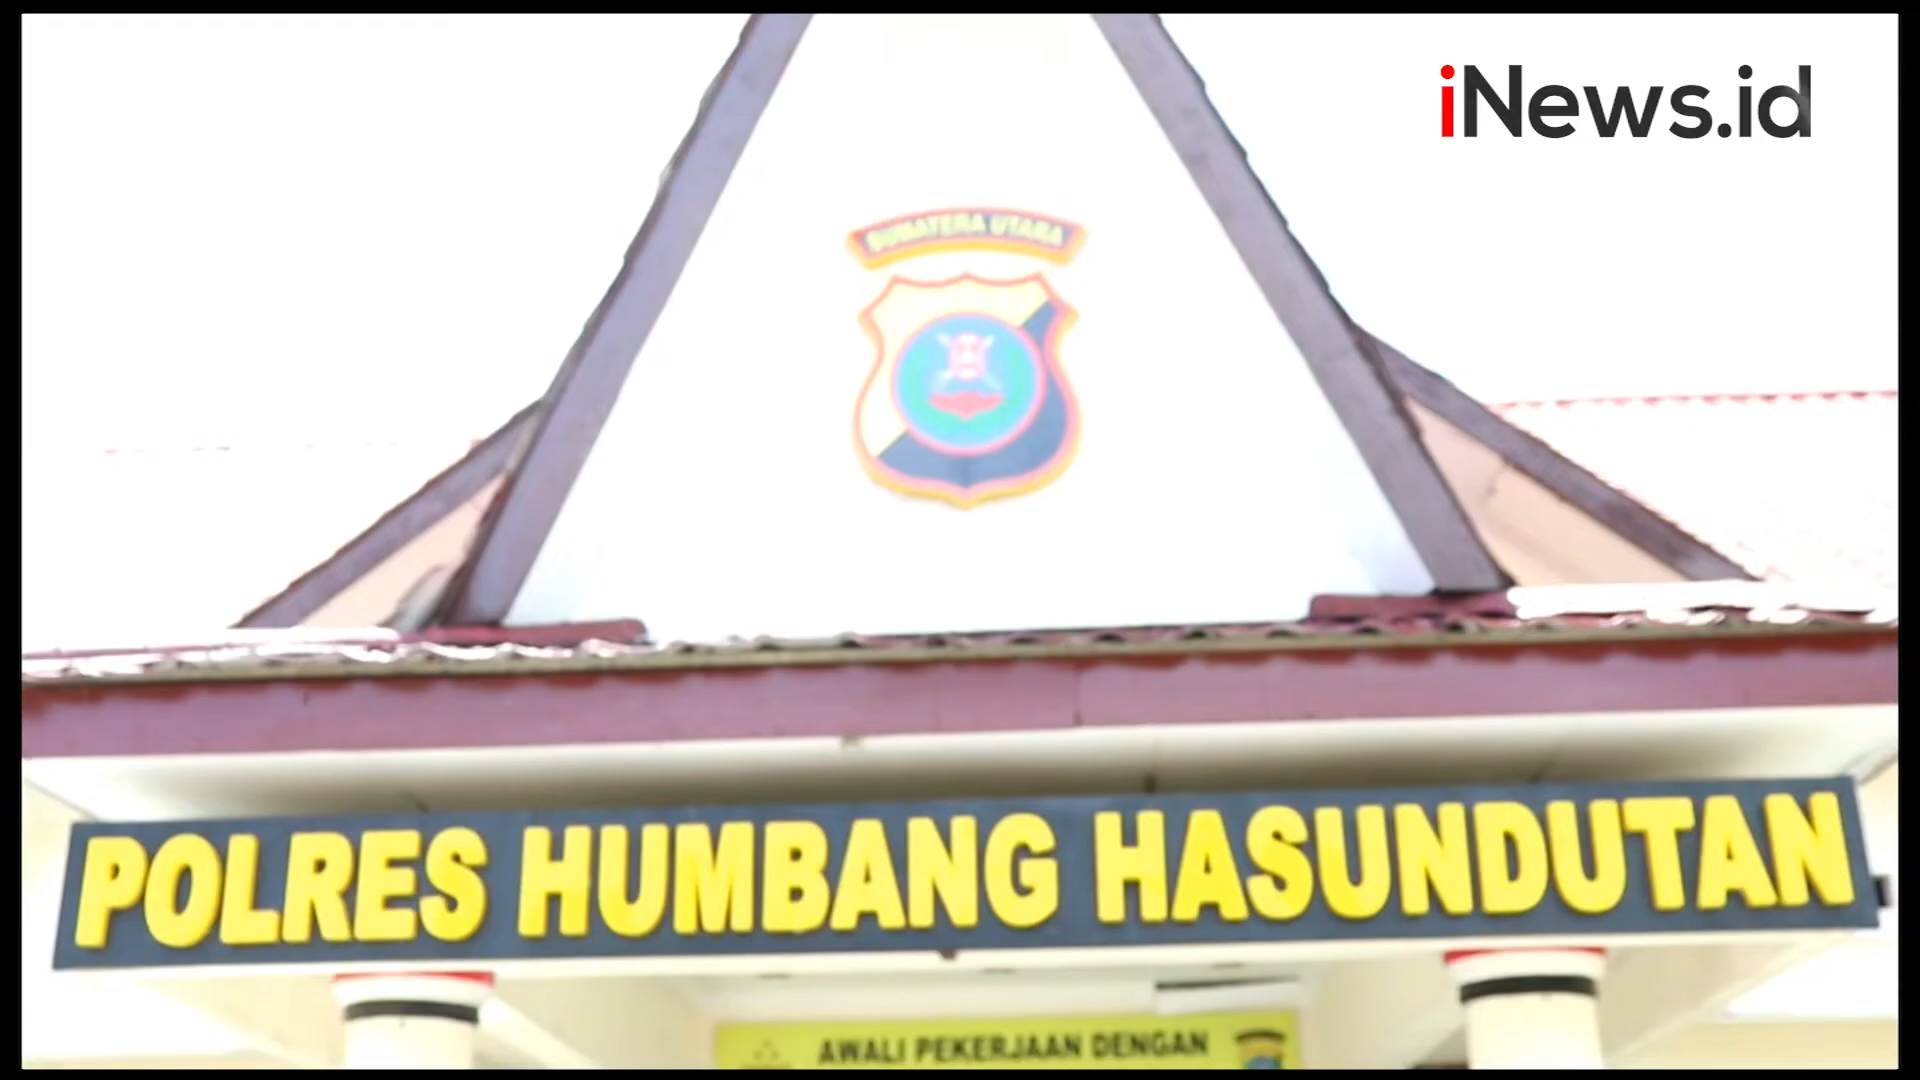 iNews.id
SUMATERA UTARA
POLRES HUMBANG HASUNDUTAN
AWALI PEKERJAAN DENGAN